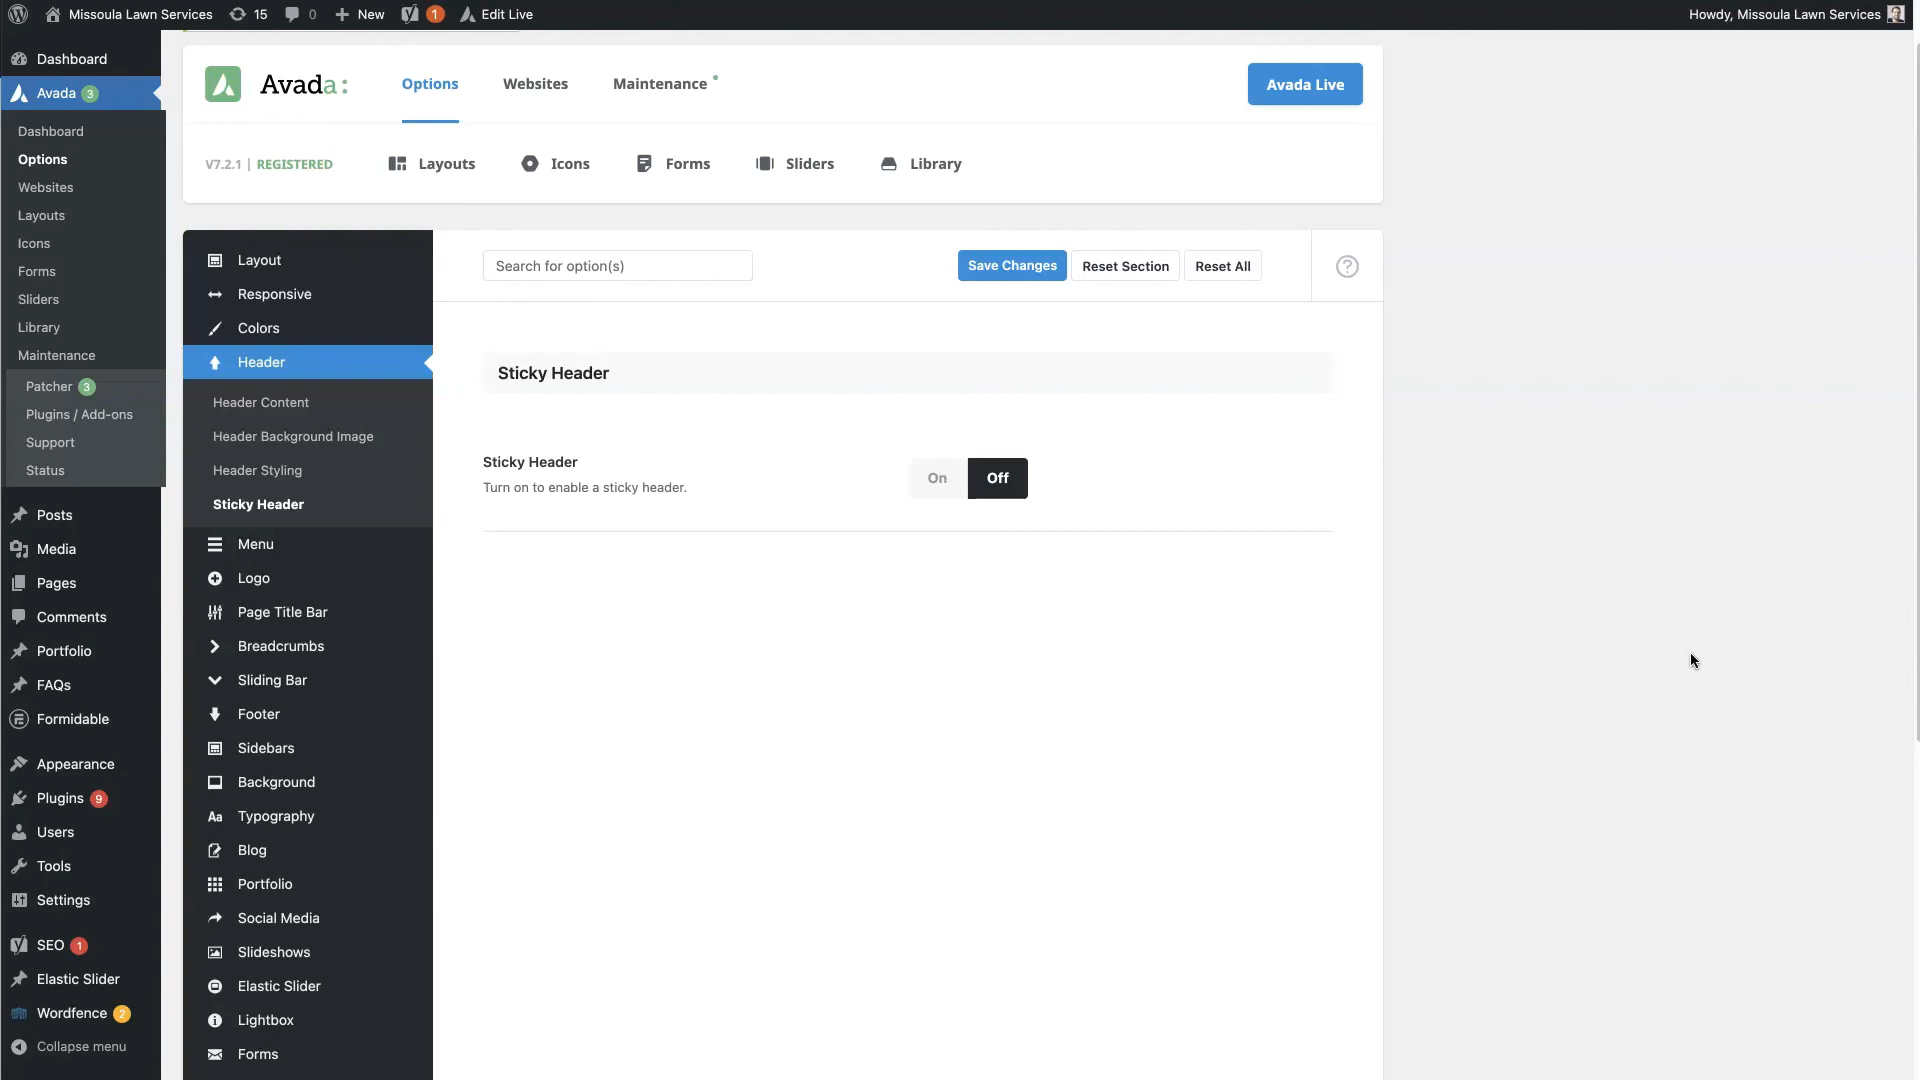 Missoula Lawn Services
15
0
New
1
Edit Live
Howdy, Missoula Lawn Services
Dashboard
Avada 3
Dashboard
Options
Websites
Layouts
Icons
Forms
Sliders
Library
Maintenance
Patcher 3
Plugins / Add-ons
Support
Status
Posts
Media
Pages
Comments
Portfolio
FAQs
Formidable
Appearance
Plugins 9
Users
Tools
Settings
SEO 1
Elastic Slider
Wordfence 2
Collapse menu
Avada:
Options
Websites
Maintenance
Avada Live
V7.2.1 | REGISTERED
Layouts
Icons
Forms
Sliders
Library
Layout
Responsive
Colors
Header
Header Content
Header Background Image
Header Styling
Sticky Header
Menu
Logo
Page Title Bar
Breadcrumbs
Sliding Bar
Footer
Sidebars
Background
Aa Typography
Blog
Portfolio
Social Media
Slideshows
Elastic Slider
Lightbox
Forms
Search for option(s)
Save Changes
Reset Section
Reset All
Sticky Header
Sticky Header
Turn on to enable a sticky header.
On
Off